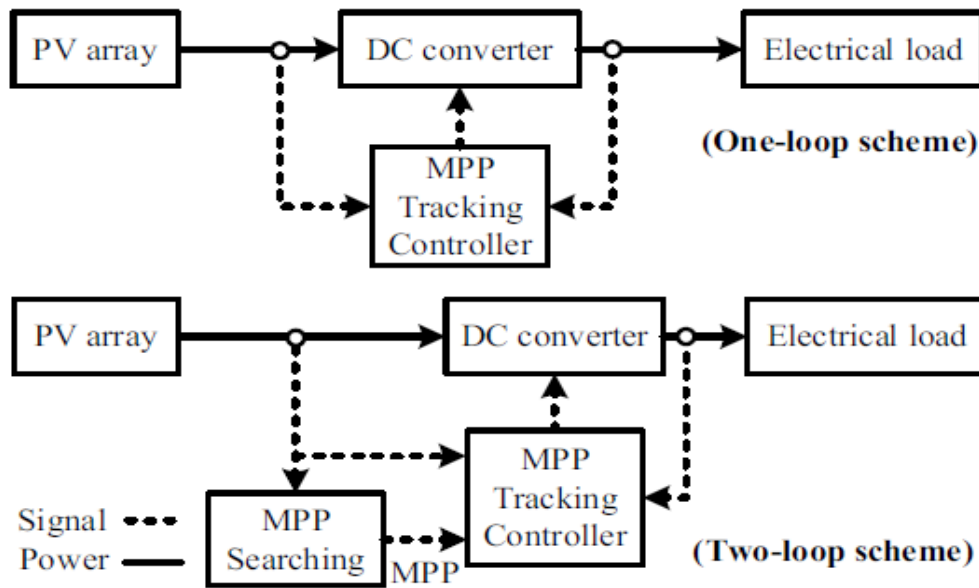 PV array
DC converter
Electrical load
(One-loop scheme)
MPP
Tracking
Controller
PV array
DC converter
Electrical load
MPP
Tracking
Controller
Signal
Power
MPP
Searching
MPP
(Two-loop scheme)